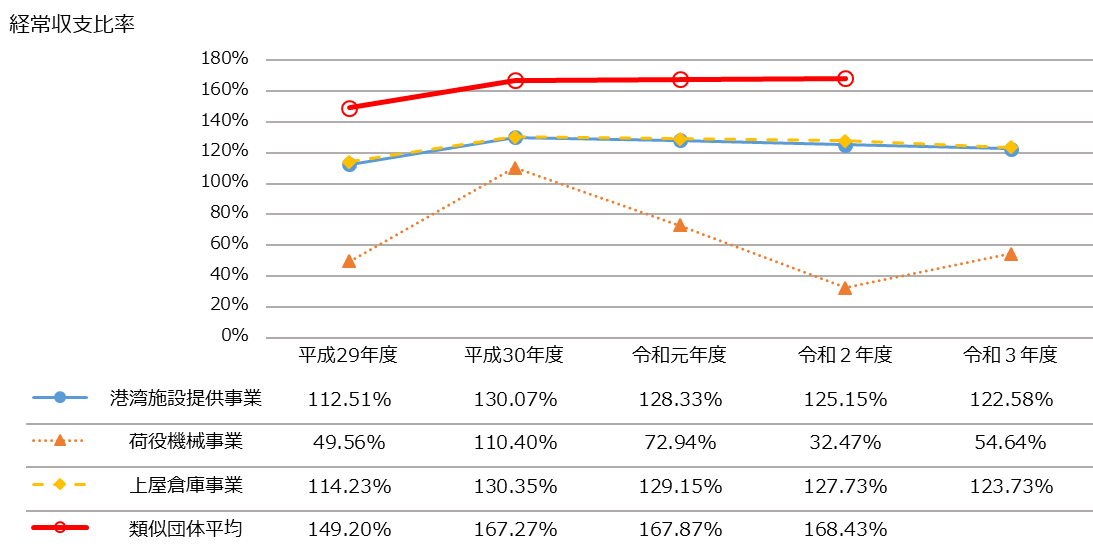 経常収支比率
180%
160%
140%
120%
100%
80%
60%
40%
20%
0%
平成29年度 平成30年度 令和元年度 令和２年度 令和３年度
港湾施設提供事業 112.51% 130.07% 128.33% 125.15% 122.58%
荷役機械事業 49.56% 110.40% 72.94% 32.47% 54.64%
上屋倉庫事業 114.23% 130.35% 129.15% 127.73% 123.73%
類似団体平均 149.20% 167.27% 167.87% 168.43%